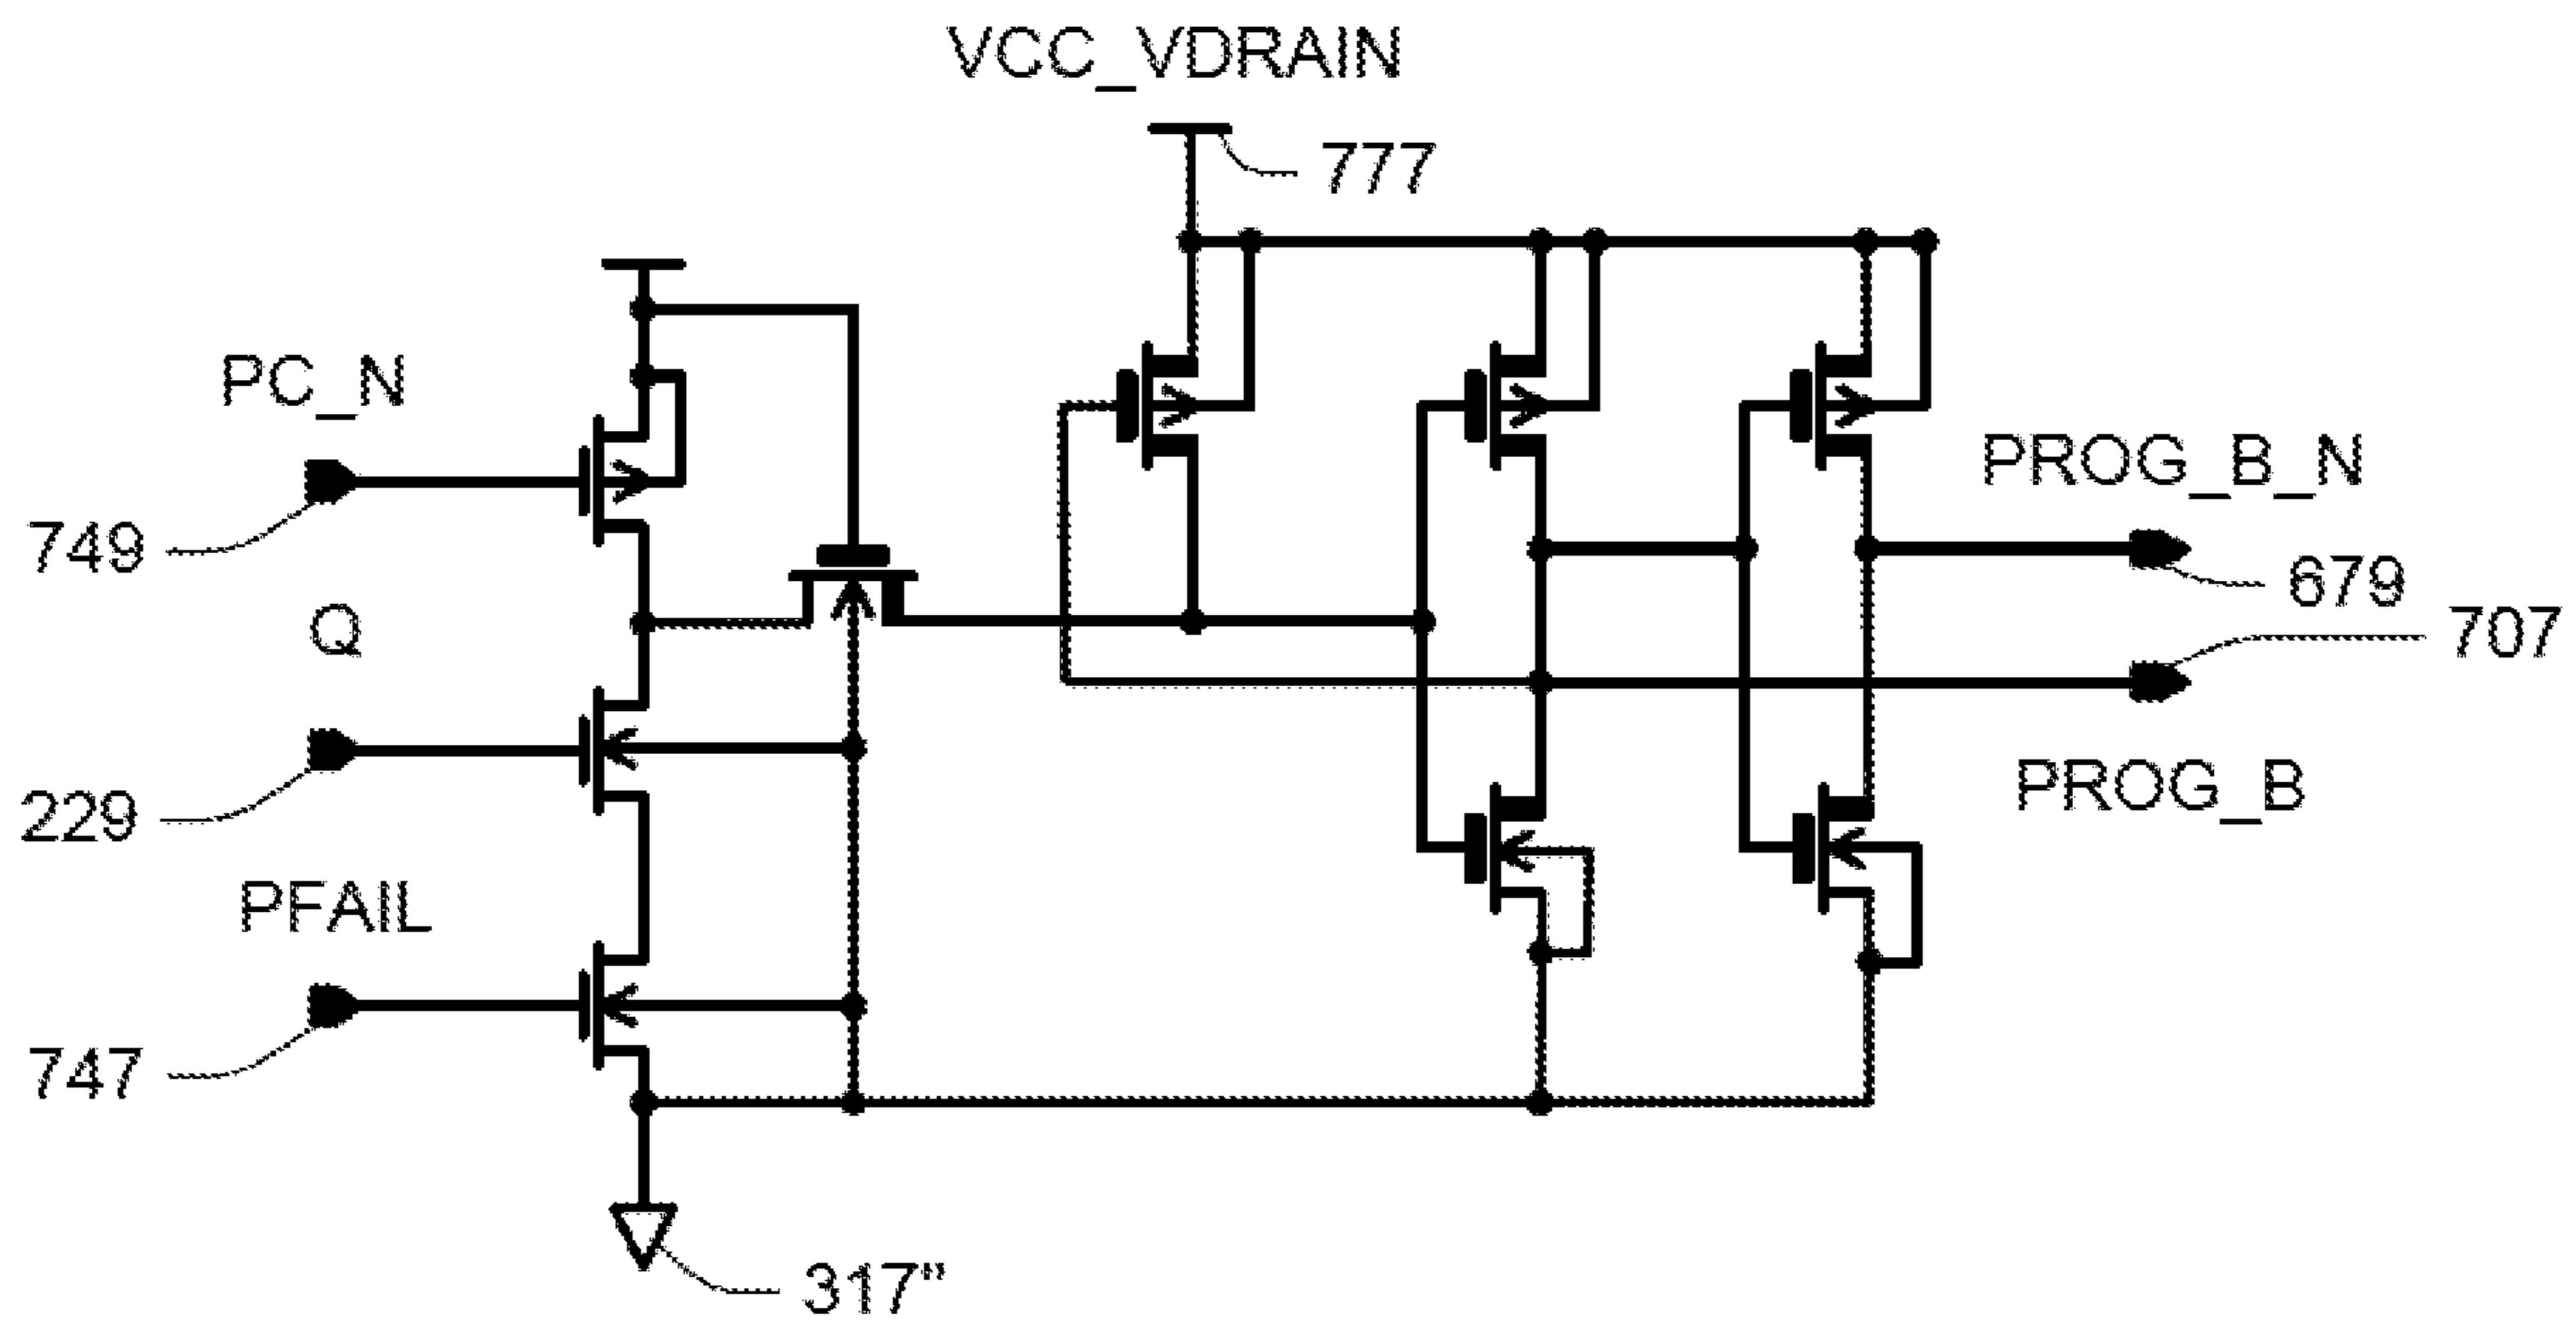 VCC_VDRAIN
777
PC_N
749
PROG_B_N
679
Q
707
229
PROG_B
PFAIL
747
317"